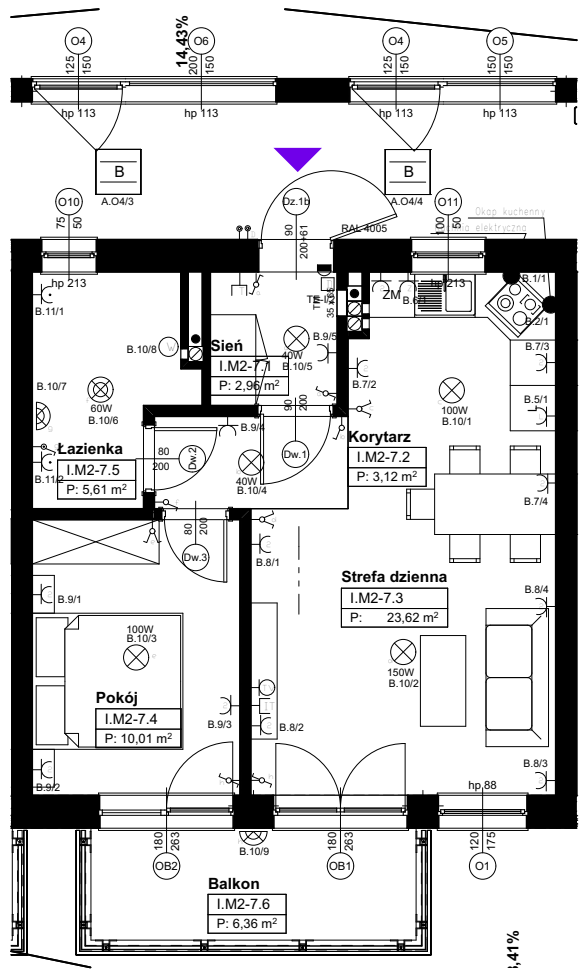 O4
125
150
14,43%
O6
200
150
O4
125
150
O5
150
150
hp 113
hp 113
hp 113
hp 113
B
A.O4/3
B
A.O4/4
O10
75
50
Dz.1b
90
200+61
RAL 4005
O11
100
50
Okap kuchenny
hp 213
hp 213
B.11/1
ZM
B.1/1
B.2/1
B.7/3
B.10/8
W
Sień
I.M2-7.1
P: 2,96 m²
40W
B.10/5
B.9/5
B.7/2
B.10/7
60W
B.10/6
100W
B.10/1
B.5/1
90
200
Dw.1
B.9/4
Łazienka
I.M2-7.5
P: 5,61 m²
B.11/2
80
200
Dw.2
40W
B.10/4
Korytarz
I.M2-7.2
P: 3,12 m²
B.7/4
80
200
Dw.3
B.8/1
Strefa dzienna
I.M2-7.3
P: 23,62 m²
B.8/4
B.9/1
100W
B.10/3
150W
B.10/2
Pokój
I.M2-7.4
P: 10,01 m²
B.9/3
B.8/2
B.9/2
B.8/3
hp 88
180
263
OB2
B.10/9
180
263
OB1
120
175
O1
Balkon
I.M2-7.6
P: 6,36 m²